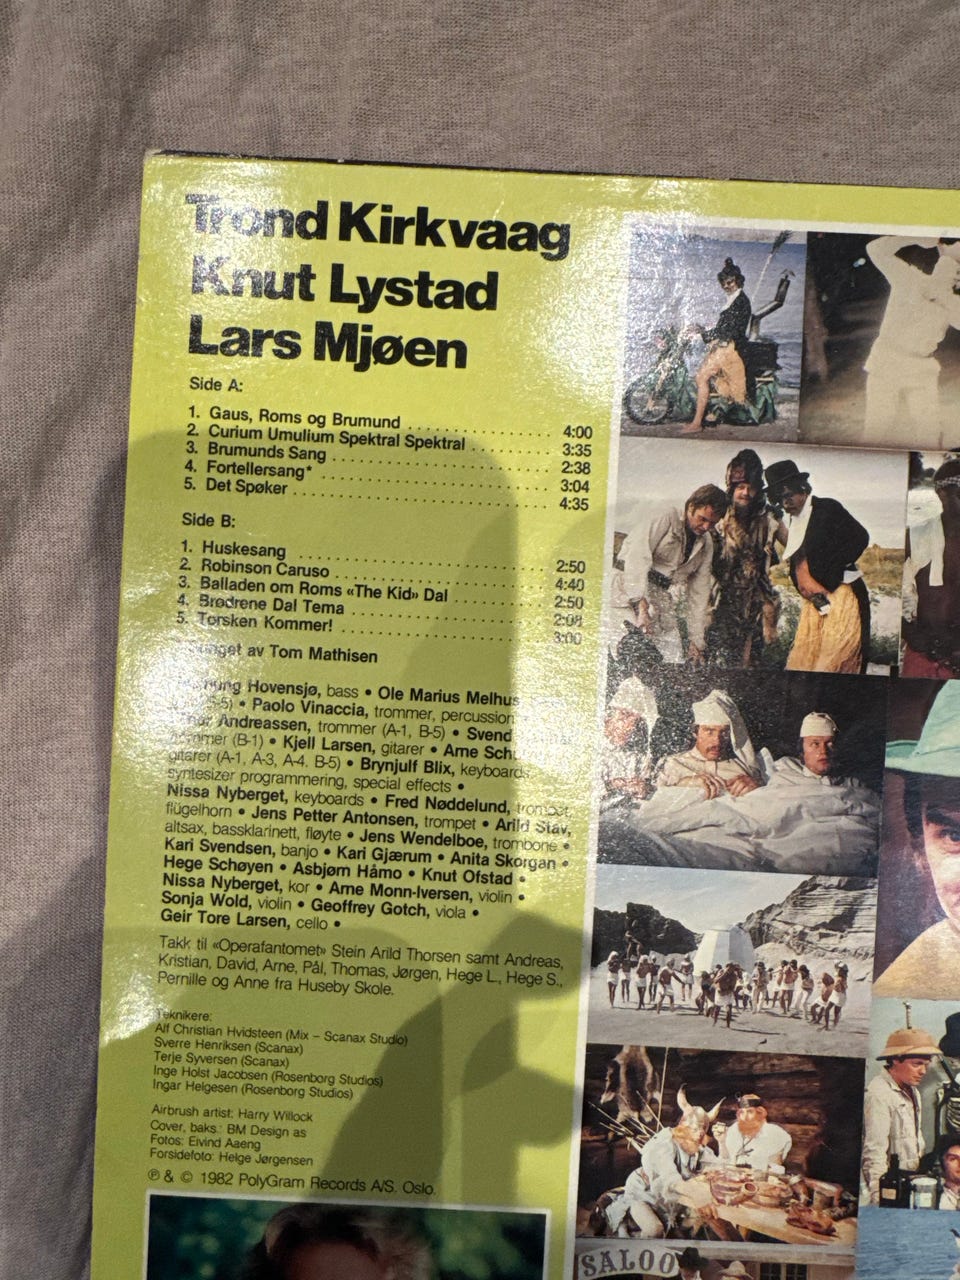 Trond Kirkvaag
Knut Lystad
Lars Mjøen
Side A:
1. Gaus, Roms og Brumund 4:00
2. Curium Umulium Spektral Spektral 3:35
3. Brumunds Sang 2:38
4. Fortellersang* 3:04
5. Det Spøker 4:35
Side B:
1. Huskesang 2:50
2. Robinson Caruso 4:40
3. Balladen om Roms «The Kid» Dal 2:50
4. Brødrene Dal Tema 2:08
5. Torsken Kommer! 3:00
av Tom Mathisen
Hovensjø, bass • Ole Marius Melhus
• Paolo Vinaccia, trommer, percussion
Andreassen, trommer (A-1, B-5) • Svend
(B-1) • Kjell Larsen, gitarer • Arne
gitarer (A-1, A-3, A-4, B-5) • Brynjulf Blix, keyboards
syntesizer programmering, special effects •
Nissa Nyberget, keyboards • Fred Nøddelund, trompet,
flügelhorn • Jens Petter Antonsen, trompet • Arild Stav,
altsax, bassklarinett, fløyte • Jens Wendelboe, trombone •
Kari Svendsen, banjo • Kari Gjærum • Anita Skorgan •
Hege Schøyen • Asbjørn Håmo • Knut Ofstad •
Nissa Nyberget, kor • Arne Monn-Iversen, violin •
Sonja Wold, violin • Geoffrey Gotch, viola •
Geir Tore Larsen, cello •
Takk til «Operafantomet» Stein Arild Thorsen samt Andreas,
Kristian, David, Arne, Pål, Thomas, Jørgen, Hege L., Hege S.,
Pernille og Anne fra Huseby Skole.
Teknikere:
Alf Christian Hvidsteen (Mix – Scanax Studio)
Sverre Henriksen (Scanax)
Terje Syversen (Scanax)
Inge Holst Jacobsen (Rosenborg Studios)
Ingar Helgesen (Rosenborg Studios)
Airbrush artist: Harry Willock
Cover, baks.: BM Design as
Fotos: Eivind Aaeng
Forsidefoto: Helge Jørgensen
℗ & © 1982 PolyGram Records A/S. Oslo.
SALOO